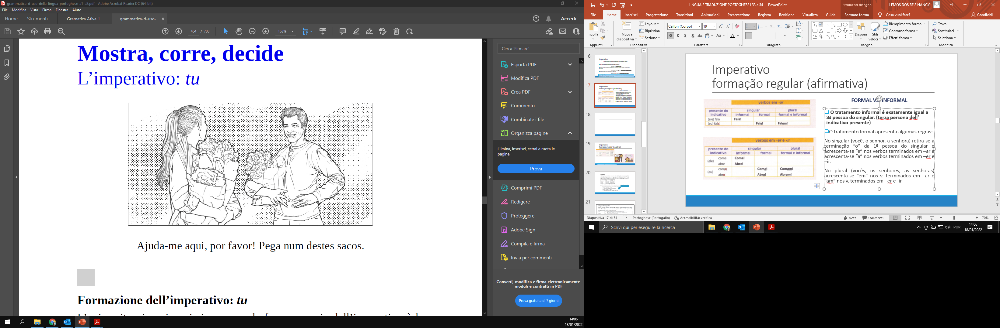 grammatica-d-uso-della-lingua-portoghese-a1-a2.pdf - Adobe Acrobat Reader DC (64-bit)
File Modifica Vista Firma Finestra Aiuto
Home Strumenti _Gramatica Ativa 1 ... grammatica-d-uso-... × Accedi
464 / 788 163%
Mostra, corre, decide
L'imperativo: tu
Ajuda-me aqui, por favor! Pega num destes sacos.
Formazione dell'imperativo: tu
Cerca 'Firmare'
Esporta PDF
Modifica PDF
Crea PDF
Commento
Combinate i file
Organizza pagine
Elimina, inserisci, estrai e ruota le
pagine.
Prova
Comprimi PDF
Redigere
Proteggere
Adobe Sign
Compila e firma
Invia per commenti
Converti, modifica e firma elettronicamente
moduli e contratti in PDF
Prova gratuita di 7 giorni
14:06
18/01/2022
LINGUA E TRADUZIONE PORTOGHESE I 33 e 34 - PowerPoint
Strumenti disegno
LEMOS DOS REIS NANCY
File Home Inserisci Progettazione Transizioni Animazioni Presentazione Registra Revisione Visualizza Guida Formato forma Cosa vuoi fare? Condividi
Incolla
Appunti
Nuova
diapositiva
Layout
Ripristina
Sezione
Diapositive
Calibri (Corpo) 19
G C S S abc AV Aa A
Carattere
Paragrafo
Disponi
Stili
veloci
Riempimento forma
Contorno forma
Effetti forma
Disegno
Trova
Sostituisci
Seleziona
Modifica
16
17
18
19
20
21
Imperativo
formação regular (afirmativa)
verbos em -ar
presente do
indicativo
singular
plural
informal formal formal e informal
(ele) fala Fala!
(eu) falo Fale! Falem!
verbos em -er e -ir
presente do
indicativo
singular
plural
informal formal formal e informal
(ele) come Come!
abre Abre!
(eu) como Coma! Comam!
abro Abra! Abram!
FORMAL VS. INFORMAL
O tratamento informal é exatamente igual a
3ª pessoa do singular. (terza persona dell'
indicativo presente)
O tratamento formal apresenta algumas regras:
No singular (você, o senhor, a senhora) retira-se a
terminação “o” da 1ª pessoa do singular e
acrescenta-se “e” nos verbos terminados em –ar e
acrescenta-se “a” nos verbos terminados em –er e
–ir.
No plural (vocês, os senhores, as senhoras)
acrescenta-se “em” nos v. terminados em –ar e
“am” nos v. terminados em –er e -ir
Diapositiva 17 di 34 Portoghese (Portogallo) Accessibilità: verifica Note Commenti 70%
Scrivi qui per eseguire la ricerca
POR
14:06
18/01/2022